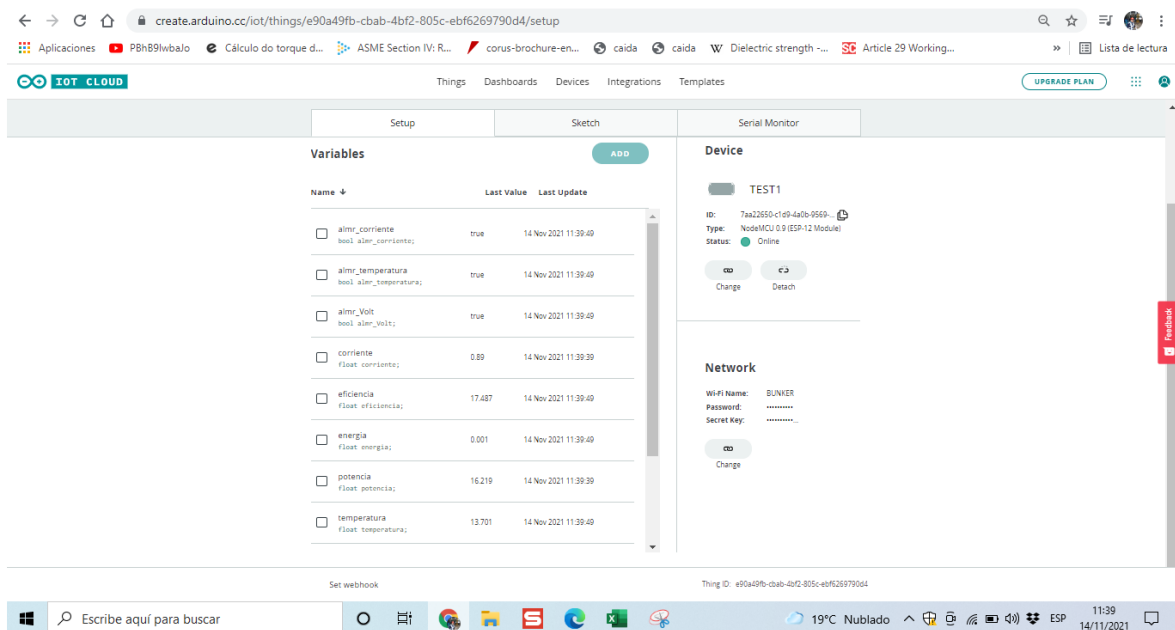 create.arduino.cc/iot/things/e90a49fb-cbab-4bf2-805c-ebf6269790d4/setup
Aplicaciones PBhB9IwbaJo Cálculo do torque d... ASME Section IV: R... corus-brochure-en... caida caida Dielectric strength -... Article 29 Working... » Lista de lectura
IOT CLOUD Things Dashboards Devices Integrations Templates UPGRADE PLAN
Setup Sketch Serial Monitor
Variables
ADD
Name Last Value Last Update
almr_corriente true 14 Nov 2021 11:39:49
bool almr_corriente;
almr_temperatura true 14 Nov 2021 11:39:49
bool almr_temperatura;
almr_Volt true 14 Nov 2021 11:39:49
bool almr_Volt;
corriente 0.89 14 Nov 2021 11:39:39
float corriente;
eficiencia 17.487 14 Nov 2021 11:39:49
float eficiencia;
energia 0.001 14 Nov 2021 11:39:49
float energia;
potencia 16.219 14 Nov 2021 11:39:39
float potencia;
temperatura 13.701 14 Nov 2021 11:39:49
float temperatura;
Device
TEST1
ID: 7aa22650-c1d9-4a0b-9569-...
Type: NodeMCU 0.9 (ESP-12 Module)
Status: Online
Change Detach
Network
Wi-Fi Name: BUNKER
Password: ••••••••••
Secret Key: ••••••••••...
Change
Feedback
Set webhook
Thing ID: e90a49fb-cbab-4bf2-805c-ebf6269790d4
Escribe aquí para buscar
19°C Nublado ESP 11:39
14/11/2021